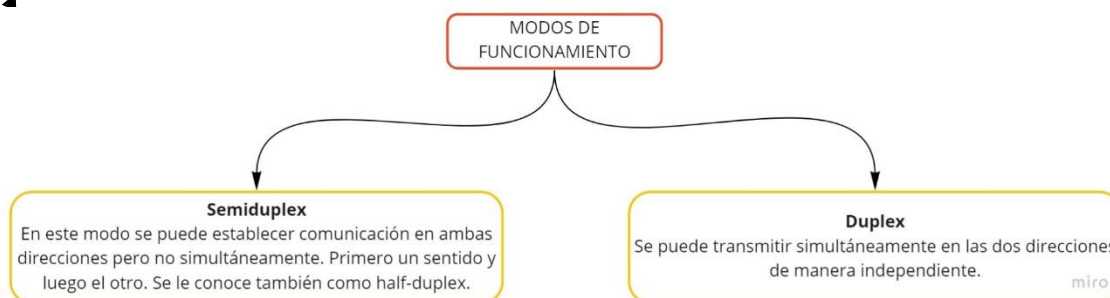 MODOS DE
FUNCIONAMIENTO
Semiduplex
En este modo se puede establecer comunicación en ambas
direcciones pero no simultáneamente. Primero un sentido y
luego el otro. Se le conoce también como half-duplex.
Duplex
Se puede transmitir simultáneamente en las dos direcciones
de manera independiente.
miro